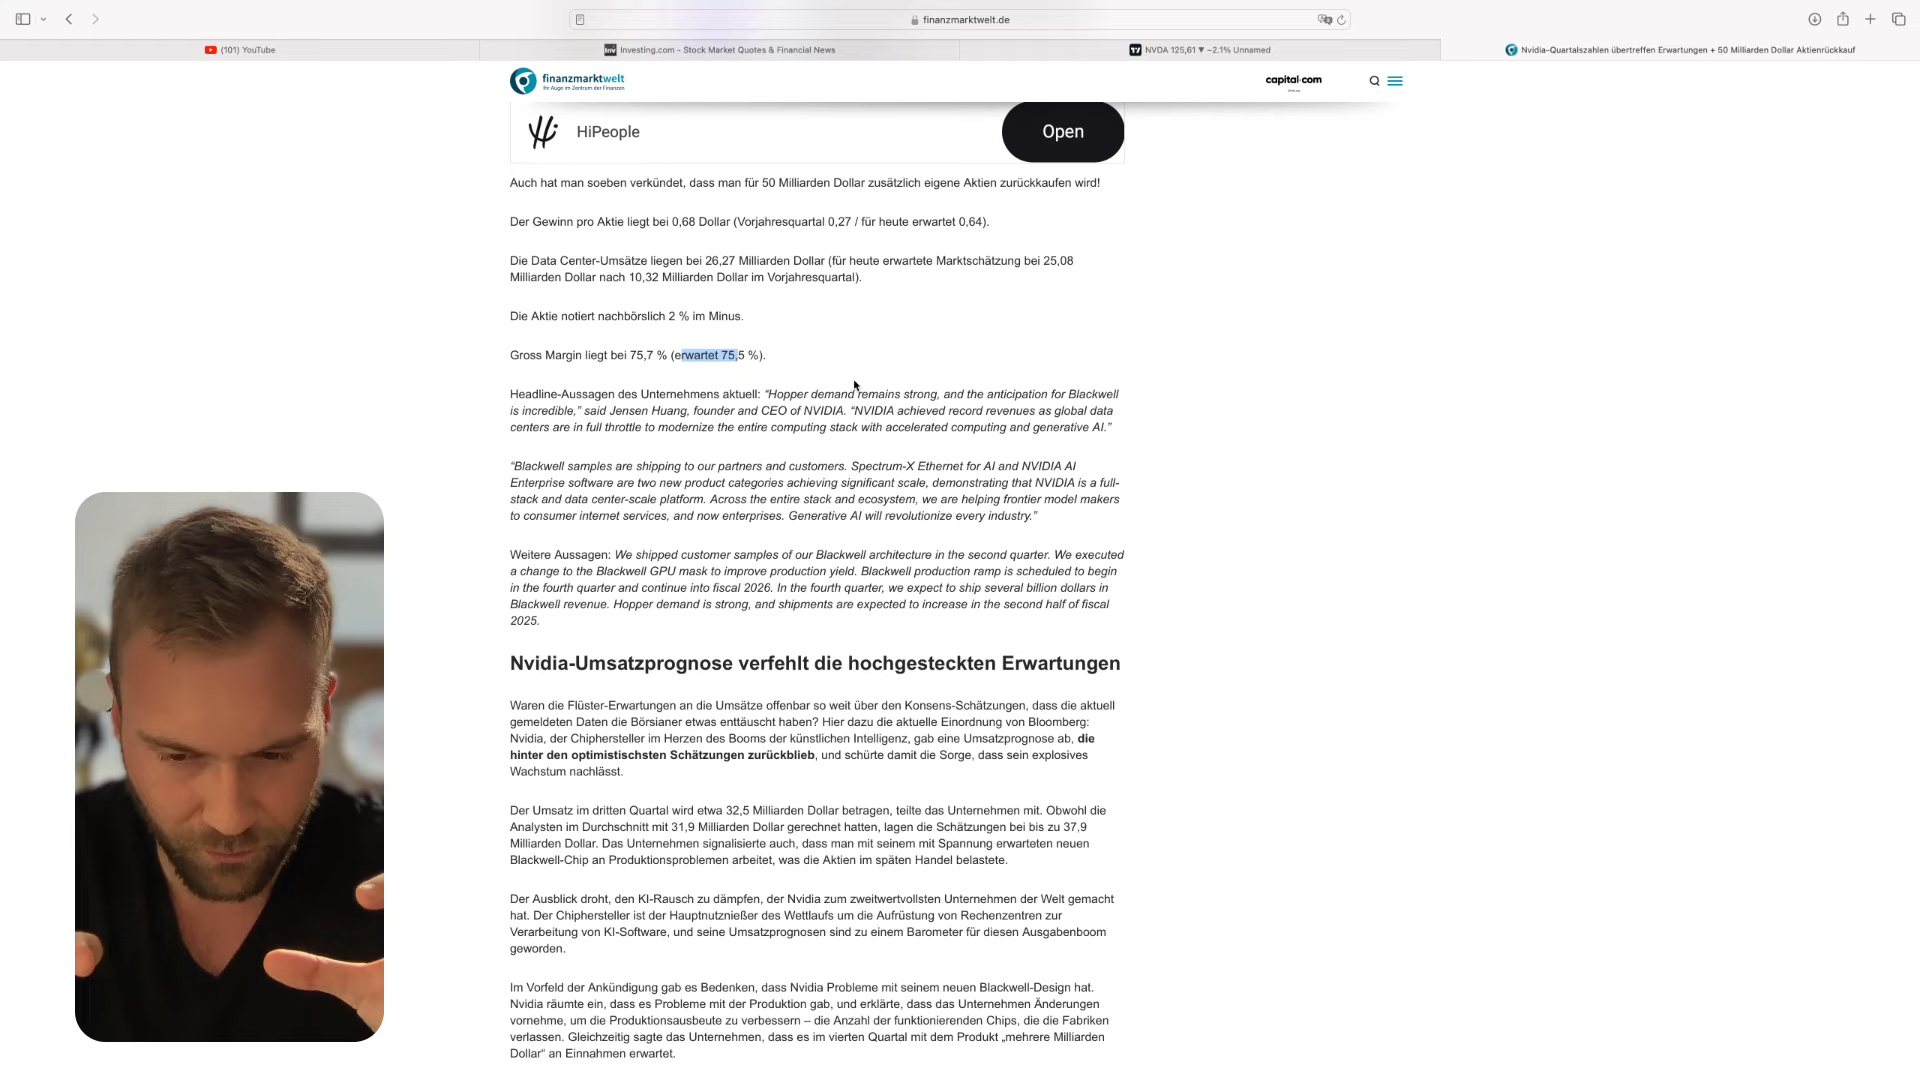 finanzmarktwelt.de
(101) YouTube
Investing.com - Stock Market Quotes & Financial News
NVDA 125,61 ▼ −2.1% Unnamed
Nvidia-Quartalszahlen übertreffen Erwartungen + 50 Milliarden Dollar Aktienrückkauf
finanzmarktwelt
Ihr Auge im Zentrum der Finanzen
capital.com
HiPeople
Open
Auch hat man soeben verkündet, dass man für 50 Milliarden Dollar zusätzlich eigene Aktien zurückkaufen wird!
Der Gewinn pro Aktie liegt bei 0,68 Dollar (Vorjahresquartal 0,27 / für heute erwartet 0,64).
Die Data Center-Umsätze liegen bei 26,27 Milliarden Dollar (für heute erwartete Marktschätzung bei 25,08
Milliarden Dollar nach 10,32 Milliarden Dollar im Vorjahresquartal).
Die Aktie notiert nachbörslich 2 % im Minus.
Gross Margin liegt bei 75,7 % (erwartet 75,5 %).
Headline-Aussagen des Unternehmens aktuell: “Hopper demand remains strong, and the anticipation for Blackwell
is incredible,” said Jensen Huang, founder and CEO of NVIDIA. “NVIDIA achieved record revenues as global data
centers are in full throttle to modernize the entire computing stack with accelerated computing and generative AI.”
“Blackwell samples are shipping to our partners and customers. Spectrum-X Ethernet for AI and NVIDIA AI
Enterprise software are two new product categories achieving significant scale, demonstrating that NVIDIA is a full-
stack and data center-scale platform. Across the entire stack and ecosystem, we are helping frontier model makers
to consumer internet services, and now enterprises. Generative AI will revolutionize every industry.”
Weitere Aussagen: We shipped customer samples of our Blackwell architecture in the second quarter. We executed
a change to the Blackwell GPU mask to improve production yield. Blackwell production ramp is scheduled to begin
in the fourth quarter and continue into fiscal 2026. In the fourth quarter, we expect to ship several billion dollars in
Blackwell revenue. Hopper demand is strong, and shipments are expected to increase in the second half of fiscal
2025.
Nvidia-Umsatzprognose verfehlt die hochgesteckten Erwartungen
Waren die Flüster-Erwartungen an die Umsätze offenbar so weit über den Konsens-Schätzungen, dass die aktuell
gemeldeten Daten die Börsianer etwas enttäuscht haben? Hier dazu die aktuelle Einordnung von Bloomberg:
Nvidia, der Chiphersteller im Herzen des Booms der künstlichen Intelligenz, gab eine Umsatzprognose ab, die
hinter den optimistischsten Schätzungen zurückblieb, und schürte damit die Sorge, dass sein explosives
Wachstum nachlässt.
Der Umsatz im dritten Quartal wird etwa 32,5 Milliarden Dollar betragen, teilte das Unternehmen mit. Obwohl die
Analysten im Durchschnitt mit 31,9 Milliarden Dollar gerechnet hatten, lagen die Schätzungen bei bis zu 37,9
Milliarden Dollar. Das Unternehmen signalisierte auch, dass man mit seinem mit Spannung erwarteten neuen
Blackwell-Chip an Produktionsproblemen arbeitet, was die Aktien im späten Handel belastete.
Der Ausblick droht, den KI-Rausch zu dämpfen, der Nvidia zum zweitwertvollsten Unternehmen der Welt gemacht
hat. Der Chiphersteller ist der Hauptnutznießer des Wettlaufs um die Aufrüstung von Rechenzentren zur
Verarbeitung von KI-Software, und seine Umsatzprognosen sind zu einem Barometer für diesen Ausgabenboom
geworden.
Im Vorfeld der Ankündigung gab es Bedenken, dass Nvidia Probleme mit seinem neuen Blackwell-Design hat.
Nvidia räumte ein, dass es Probleme mit der Produktion gab, und erklärte, dass das Unternehmen Änderungen
vornehme, um die Produktionsausbeute zu verbessern – die Anzahl der funktionierenden Chips, die die Fabriken
verlassen. Gleichzeitig sagte das Unternehmen, dass es im vierten Quartal mit dem Produkt „mehrere Milliarden
Dollar“ an Einnahmen erwartet.